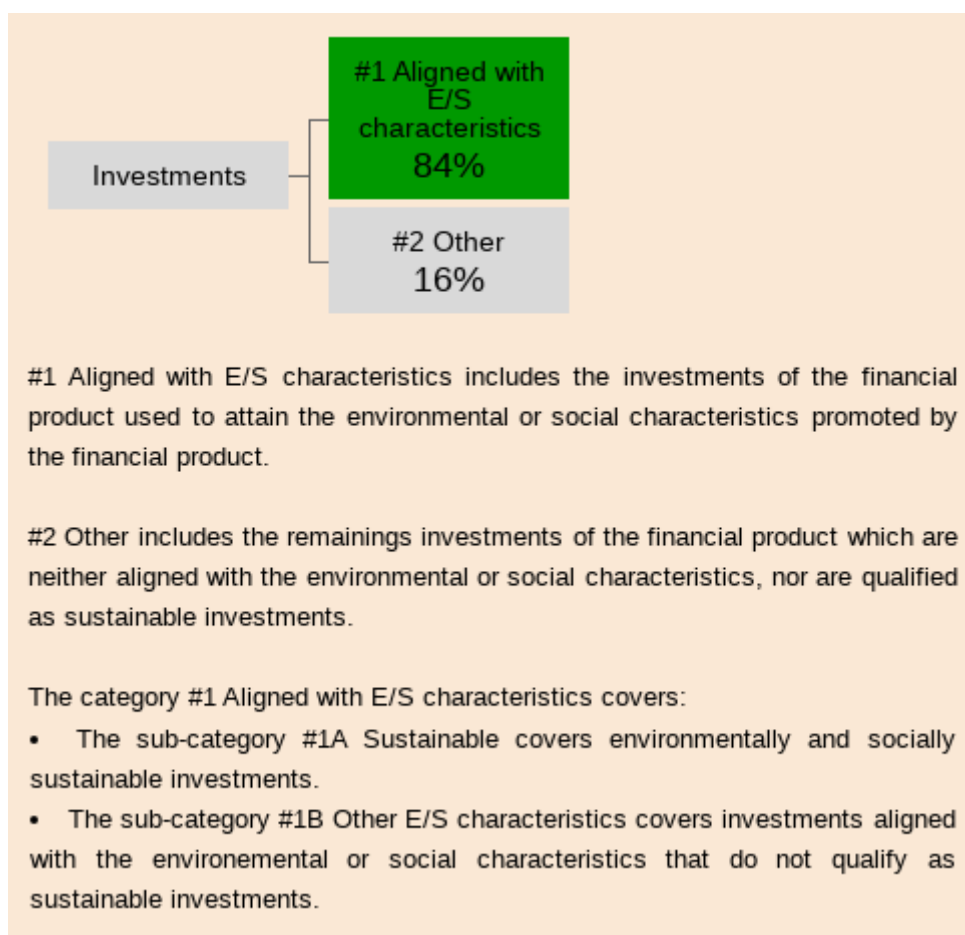 #1 Aligned with
E/S
characteristics
84%
Investments
#2 Other
16%
#1 Aligned with E/S characteristics includes the investments of the financial
product used to attain the environmental or social characteristics promoted by
the financial product.
#2 Other includes the remainings investments of the financial product which are
neither aligned with the environmental or social characteristics, nor are qualified
as sustainable investments.
The category #1 Aligned with E/S characteristics covers:
• The sub-category #1A Sustainable covers environmentally and socially
sustainable investments.
• The sub-category #1B Other E/S characteristics covers investments aligned
with the environemental or social characteristics that do not qualify as
sustainable investments.